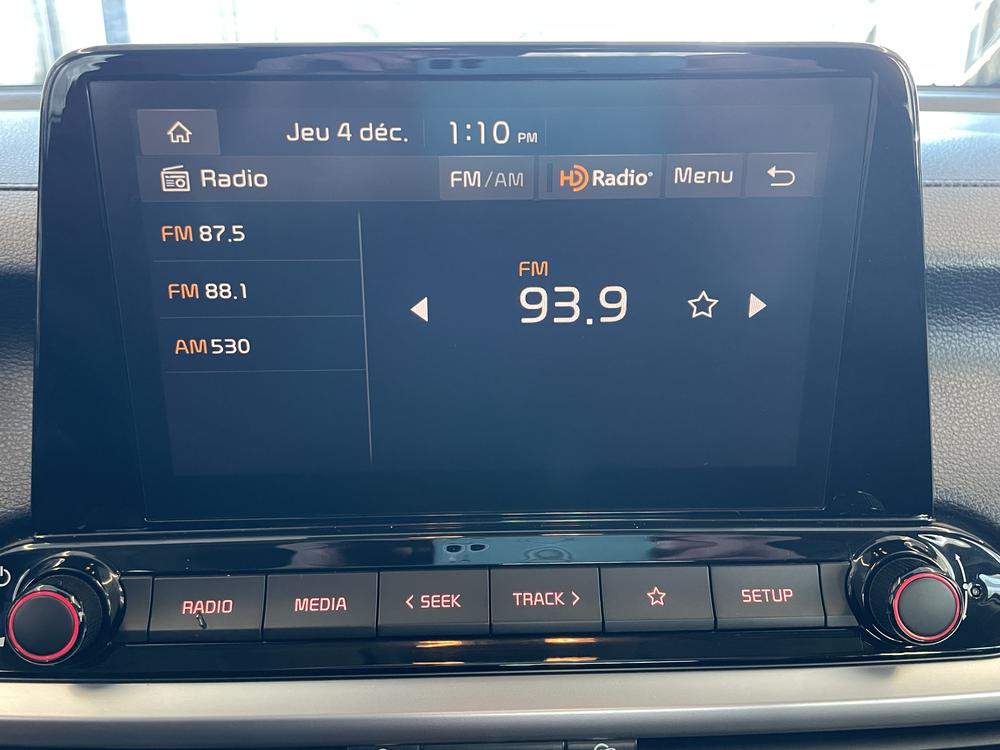 Jeu 4 déc. 1:10 PM
Radio FM/AM HD Radio® Menu
FM 87.5
FM 88.1
AM 530
FM
93.9
RADIO MEDIA < SEEK TRACK > SETUP